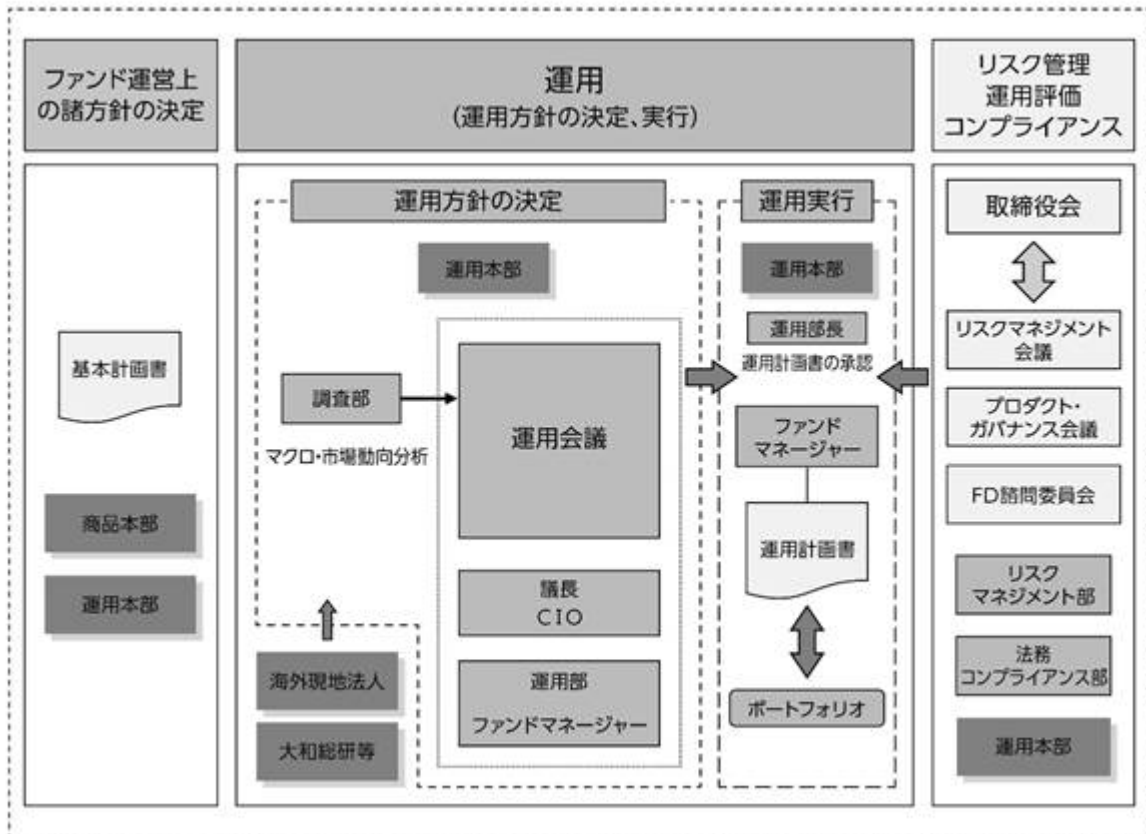 ファンド運営上
の諸方針の決定
運用
(運用方針の決定、実行)
リスク管理
運用評価
コンプライアンス
基本計画書
商品本部
運用本部
運用方針の決定
運用本部
調査部
マクロ・市場動向分析
運用会議
議長
CIO
運用部
ファンドマネージャー
海外現地法人
大和総研等
運用実行
運用本部
運用部長
運用計画書の承認
ファンド
マネージャー
運用計画書
ポートフォリオ
取締役会
リスクマネジメント
会議
プロダクト・
ガバナンス会議
FD諮問委員会
リスク
マネジメント部
法務
コンプライアンス部
運用本部